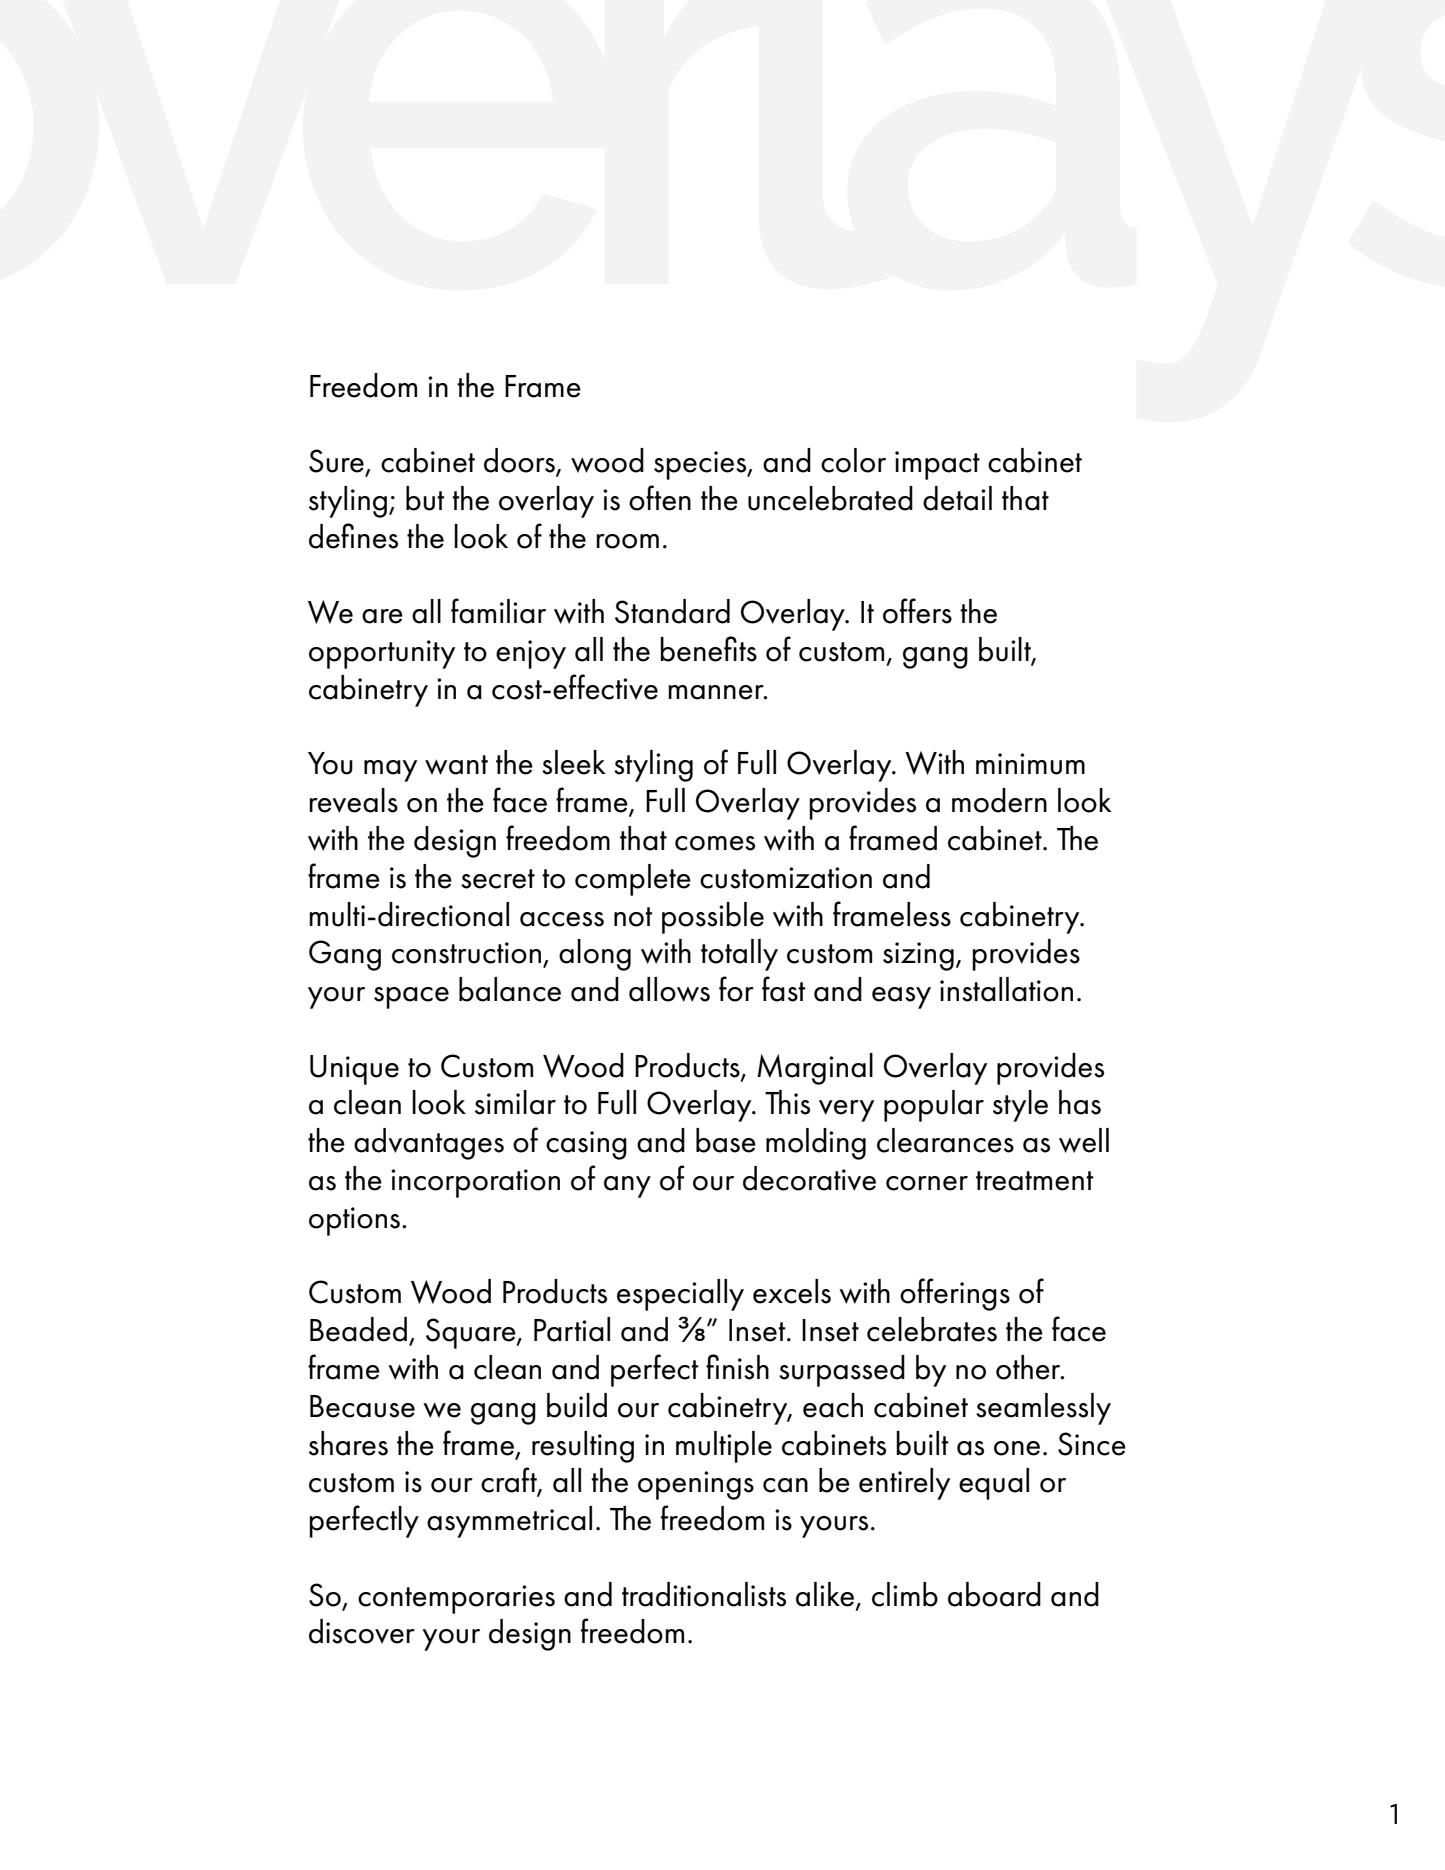 overlays
Freedom in the Frame
Sure, cabinet doors, wood species, and color impact cabinet
styling; but the overlay is often the uncelebrated detail that
defines the look of the room.
We are all familiar with Standard Overlay. It offers the
opportunity to enjoy all the benefits of custom, gang built,
cabinetry in a cost-effective manner.
You may want the sleek styling of Full Overlay. With minimum
reveals on the face frame, Full Overlay provides a modern look
with the design freedom that comes with a framed cabinet. The
frame is the secret to complete customization and
multi-directional access not possible with frameless cabinetry.
Gang construction, along with totally custom sizing, provides
your space balance and allows for fast and easy installation.
Unique to Custom Wood Products, Marginal Overlay provides
a clean look similar to Full Overlay. This very popular style has
the advantages of casing and base molding clearances as well
as the incorporation of any of our decorative corner treatment
options.
Custom Wood Products especially excels with offerings of
Beaded, Square, Partial and ⅜″ Inset. Inset celebrates the face
frame with a clean and perfect finish surpassed by no other.
Because we gang build our cabinetry, each cabinet seamlessly
shares the frame, resulting in multiple cabinets built as one. Since
custom is our craft, all the openings can be entirely equal or
perfectly asymmetrical. The freedom is yours.
So, contemporaries and traditionalists alike, climb aboard and
discover your design freedom.
1